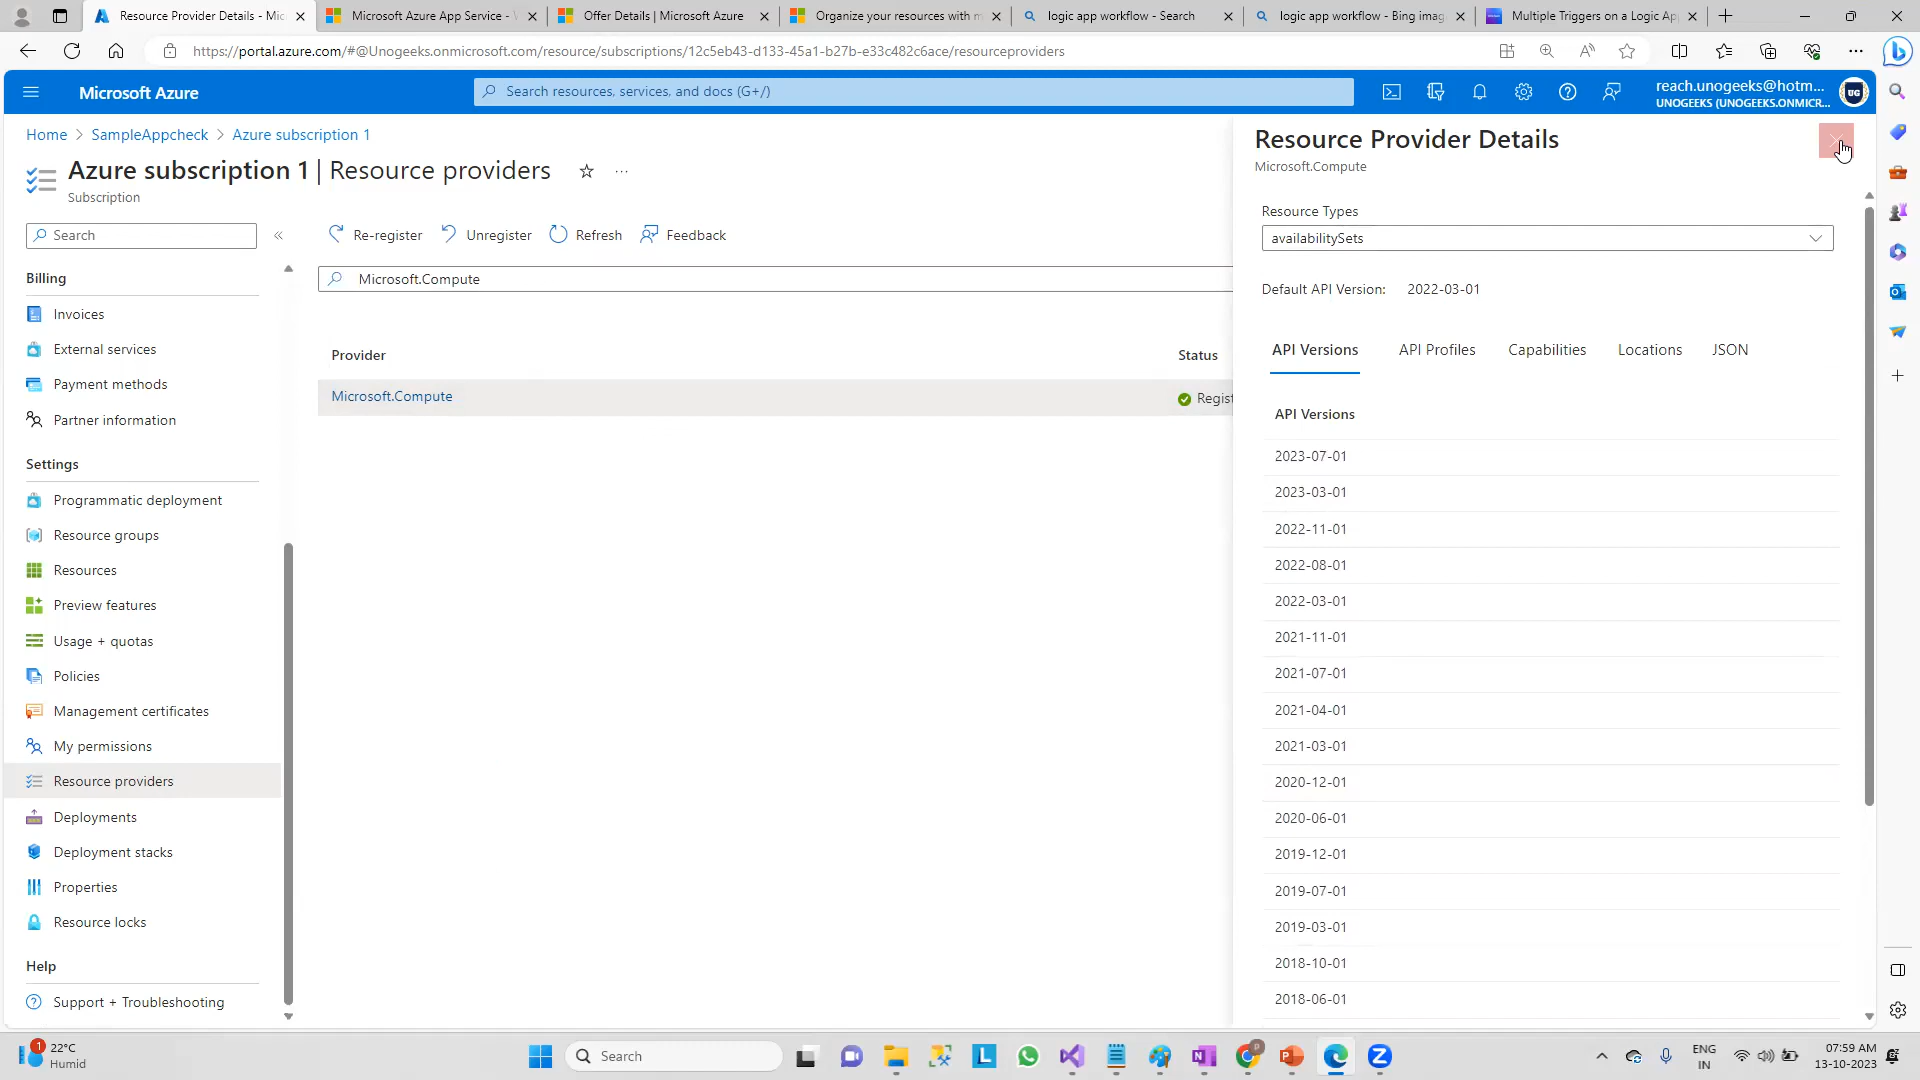 Resource Provider Details - Mic
Microsoft Azure App Service -
Offer Details | Microsoft Azure
Organize your resources with m
logic app workflow - Search
logic app workflow - Bing imag
Multiple Triggers on a Logic Ap
https://portal.azure.com/#@Unogeeks.onmicrosoft.com/resource/subscriptions/12c5eb43-d133-45a1-b27b-e33c482c6ace/resourceproviders
Microsoft Azure
Search resources, services, and docs (G+/)
reach.unogeeks@hotm...
UNOGEEKS (UNOGEEKS.ONMICR...
UG
Home > SampleAppcheck > Azure subscription 1
Azure subscription 1 | Resource providers
Subscription
Search
Re-register
Unregister
Refresh
Feedback
Microsoft.Compute
Provider
Status
Microsoft.Compute
Regist
Billing
Invoices
External services
Payment methods
Partner information
Settings
Programmatic deployment
Resource groups
Resources
Preview features
Usage + quotas
Policies
Management certificates
My permissions
Resource providers
Deployments
Deployment stacks
Properties
Resource locks
Help
Support + Troubleshooting
Resource Provider Details
Microsoft.Compute
Resource Types
availabilitySets
Default API Version: 2022-03-01
API Versions
API Profiles
Capabilities
Locations
JSON
API Versions
2023-07-01
2023-03-01
2022-11-01
2022-08-01
2022-03-01
2021-11-01
2021-07-01
2021-04-01
2021-03-01
2020-12-01
2020-06-01
2019-12-01
2019-07-01
2019-03-01
2018-10-01
2018-06-01
1
22°C
Humid
Search
ENG
IN
07:59 AM
13-10-2023